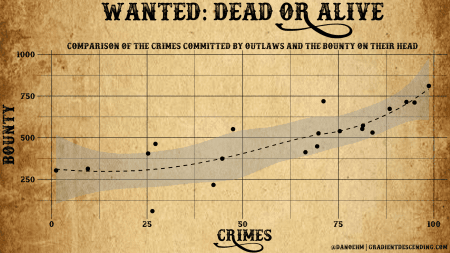 WANTED: DEAD OR ALIVE
COMPARISON OF THE CRIMES COMMITTED BY OUTLAWS AND THE BOUNTY ON THEIR HEAD
1000
750
500
250
BOUNTY
0 25 50 75 100
CRIMES
@DANOEHM | GRADIENTDESCENDING.COM